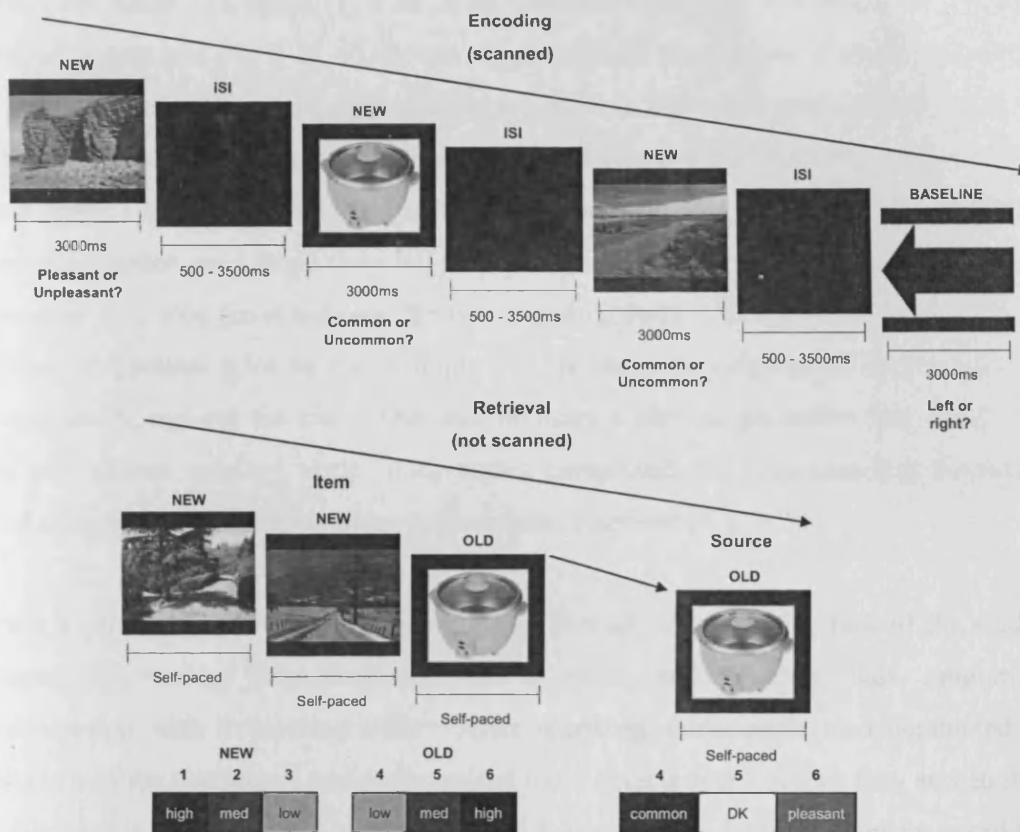 Encoding
(scanned)
NEW
ISI
NEW
ISI
NEW
ISI
BASELINE
3000ms
Pleasant or
Unpleasant?
500 - 3500ms
3000ms
Common or
Uncommon?
500 - 3500ms
3000ms
Common or
Uncommon?
500 - 3500ms
3000ms
Left or
right?
Retrieval
(not scanned)
Item
NEW
NEW
OLD
Source
OLD
Self-paced
Self-paced
Self-paced
Self-paced
NEW
2 3
high med low
OLD
4 5
low med high
4 5 6
common DK pleasant